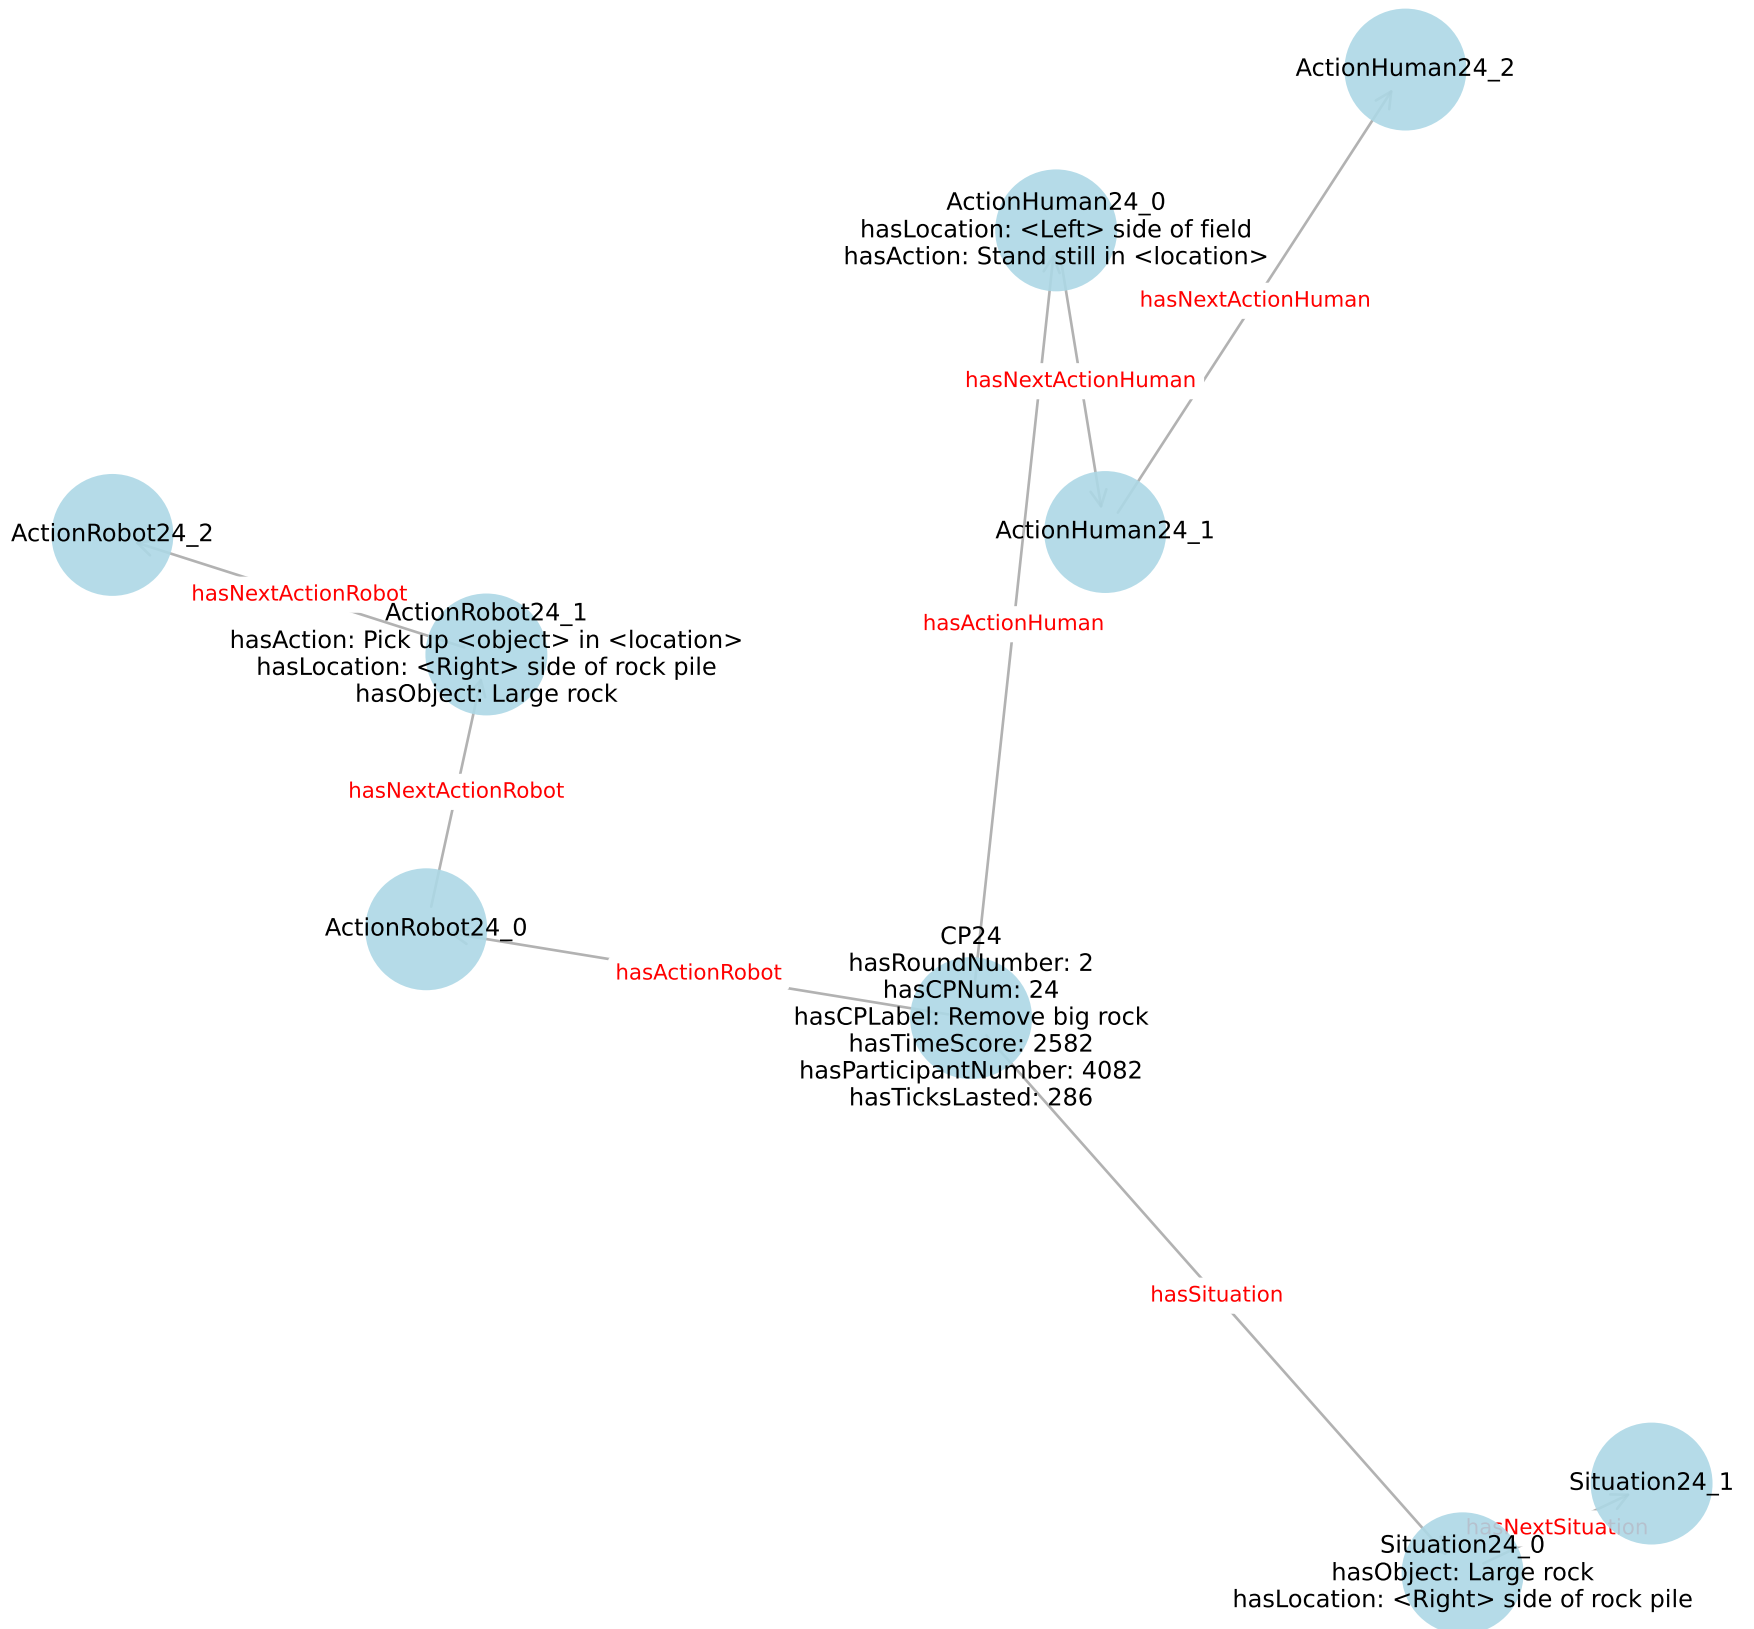 ActionHuman24_2
ActionHuman24_0
hasLocation: <Left> side of field
hasAction: Stand still in <location>
hasNextActionHuman
hasNextActionHuman
ActionHuman24_1
ActionRobot24_2
hasNextActionRobot
ActionRobot24_1
hasAction: Pick up <object> in <location>
hasLocation: <Right> side of rock pile
hasObject: Large rock
hasActionHuman
hasNextActionRobot
ActionRobot24_0
hasActionRobot
CP24
hasRoundNumber: 2
hasCPNum: 24
hasCPLabel: Remove big rock
hasTimeScore: 2582
hasParticipantNumber: 4082
hasTicksLasted: 286
hasSituation
Situation24_1
hasNextSituation
Situation24_0
hasObject: Large rock
hasLocation: <Right> side of rock pile